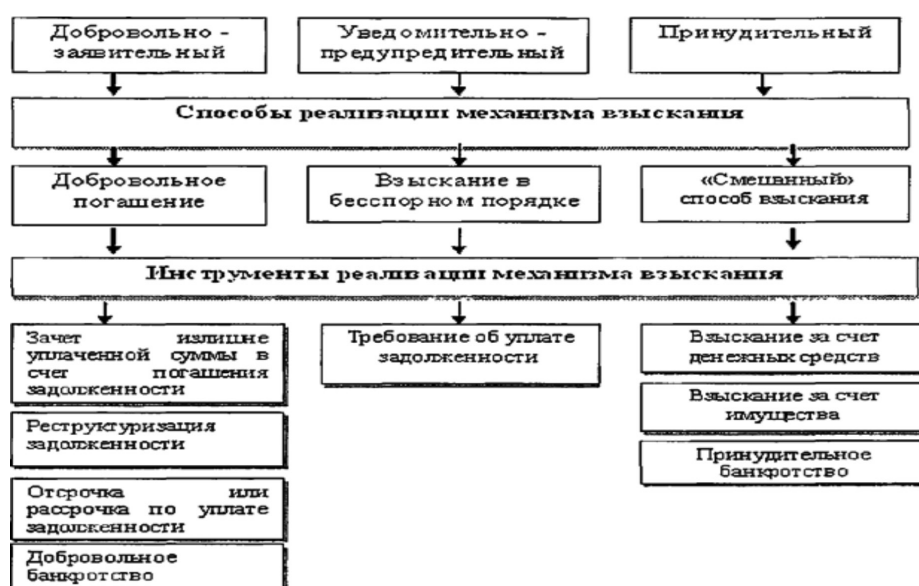 Добровольно -
заявительный
Уведомительно -
предупредительный
Принудительный
Способы реализации механизма взыскания
Добровольное
погашение
Взыскание в
бесспорном порядке
«Смешанный»
способ взыскания
Инструменты реализации механизма взыскания
Зачет излишне
уплаченной суммы в
счет погашения
задолженности
Реструктуризация
задолженности
Отсрочка или
рассрочка по уплате
задолженности
Добровольное
банкротство
Требование об уплате
задолженности
Взыскание за счет
денежных средств
Взыскание за счет
имущества
Принудительное
банкротство